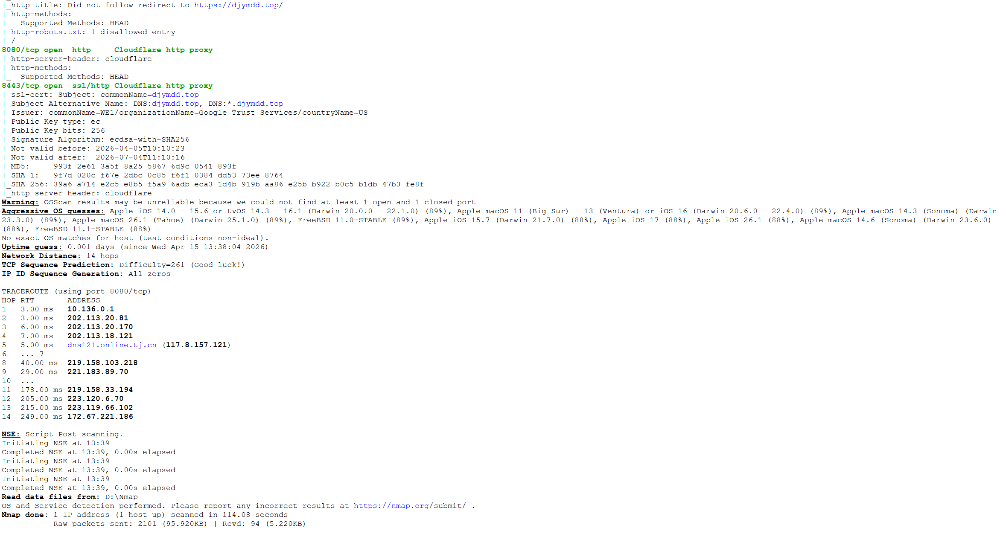 |_http-title: Did not follow redirect to https://djymdd.top/
| http-methods:
|_  Supported Methods: HEAD
| http-robots.txt: 1 disallowed entry
|_/
8080/tcp open  http     Cloudflare http proxy
|_http-server-header: cloudflare
| http-methods:
|_  Supported Methods: HEAD
8443/tcp open  ssl/http Cloudflare http proxy
| ssl-cert: Subject: commonName=djymdd.top
| Subject Alternative Name: DNS:djymdd.top, DNS:*.djymdd.top
| Issuer: commonName=WE1/organizationName=Google Trust Services/countryName=US
| Public Key type: ec
| Public Key bits: 256
| Signature Algorithm: ecdsa-with-SHA256
| Not valid before: 2026-04-05T10:10:23
| Not valid after:  2026-07-04T11:10:16
| MD5:     993f 2e61 3a5f 8a25 5867 6d9c 0541 893f
| SHA-1:   9f7d 020c f67e 2dbc 0c85 f6f1 0384 dd53 73ee 8764
|_SHA-256: 39a6 a714 e2c5 e8b5 f5a9 6adb eca3 1d4b 919b aa86 e25b b922 b0c5 b1db 47b3 fe8f
|_http-server-header: cloudflare
Warning: OSScan results may be unreliable because we could not find at least 1 open and 1 closed port
Aggressive OS guesses: Apple iOS 14.0 - 15.6 or tvOS 14.3 - 16.1 (Darwin 20.0.0 - 22.1.0) (89%), Apple macOS 11 (Big Sur) - 13 (Ventura) or iOS 16 (Darwin 20.6.0 - 22.4.0) (89%), Apple macOS 14.3 (Sonoma) (Darwin
23.3.0) (89%), Apple macOS 26.1 (Tahoe) (Darwin 25.1.0) (89%), FreeBSD 11.0-STABLE (89%), Apple iOS 15.7 (Darwin 21.7.0) (88%), Apple iOS 17 (88%), Apple iOS 26.1 (88%), Apple macOS 14.6 (Sonoma) (Darwin 23.6.0)
(88%), FreeBSD 11.1-STABLE (88%)
No exact OS matches for host (test conditions non-ideal).
Uptime guess: 0.001 days (since Wed Apr 15 13:38:04 2026)
Network Distance: 14 hops
TCP Sequence Prediction: Difficulty=261 (Good luck!)
IP ID Sequence Generation: All zeros

TRACEROUTE (using port 8080/tcp)
HOP RTT       ADDRESS
1   3.00 ms   10.136.0.1
2   3.00 ms   202.113.20.81
3   6.00 ms   202.113.20.170
4   7.00 ms   202.113.18.121
5   5.00 ms   dns121.online.tj.cn (117.8.157.121)
6   ... 7
8   40.00 ms  219.158.103.218
9   29.00 ms  221.183.89.70
10  ...
11  178.00 ms 219.158.33.194
12  205.00 ms 223.120.6.70
13  215.00 ms 223.119.66.102
14  249.00 ms 172.67.221.186

NSE: Script Post-scanning.
Initiating NSE at 13:39
Completed NSE at 13:39, 0.00s elapsed
Initiating NSE at 13:39
Completed NSE at 13:39, 0.00s elapsed
Initiating NSE at 13:39
Completed NSE at 13:39, 0.00s elapsed
Read data files from: D:\Nmap
OS and Service detection performed. Please report any incorrect results at https://nmap.org/submit/ .
Nmap done: 1 IP address (1 host up) scanned in 114.08 seconds
           Raw packets sent: 2101 (95.920KB) | Rcvd: 94 (5.220KB)